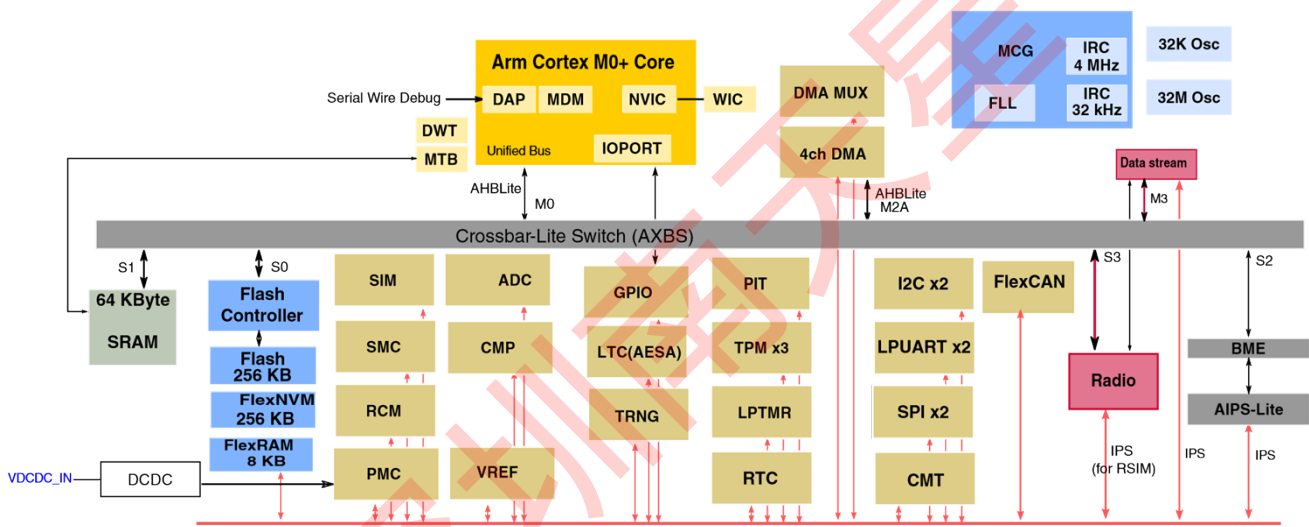 Arm Cortex M0+ Core
Serial Wire Debug
DAP
MDM
NVIC
WIC
DWT
MTB
Unified Bus
IOPORT
DMA MUX
4ch DMA
MCG
IRC
4 MHz
FLL
IRC
32 kHz
32K Osc
32M Osc
Data stream
AHBLite
M0
AHBLite
M2A
M3
Crossbar-Lite Switch (AXBS)
S1
S0
S3
S2
64 KByte
SRAM
Flash
Controller
Flash
256 KB
FlexNVM
256 KB
FlexRAM
8 KB
VDCDC_IN
DCDC
SIM
SMC
RCM
PMC
ADC
CMP
VREF
GPIO
LTC(AESA)
TRNG
PIT
TPM x3
LPTMR
RTC
I2C x2
LPUART x2
SPI x2
CMT
FlexCAN
Radio
BME
AIPS-Lite
IPS
(for RSIM)
IPS
IPS
深圳南天星